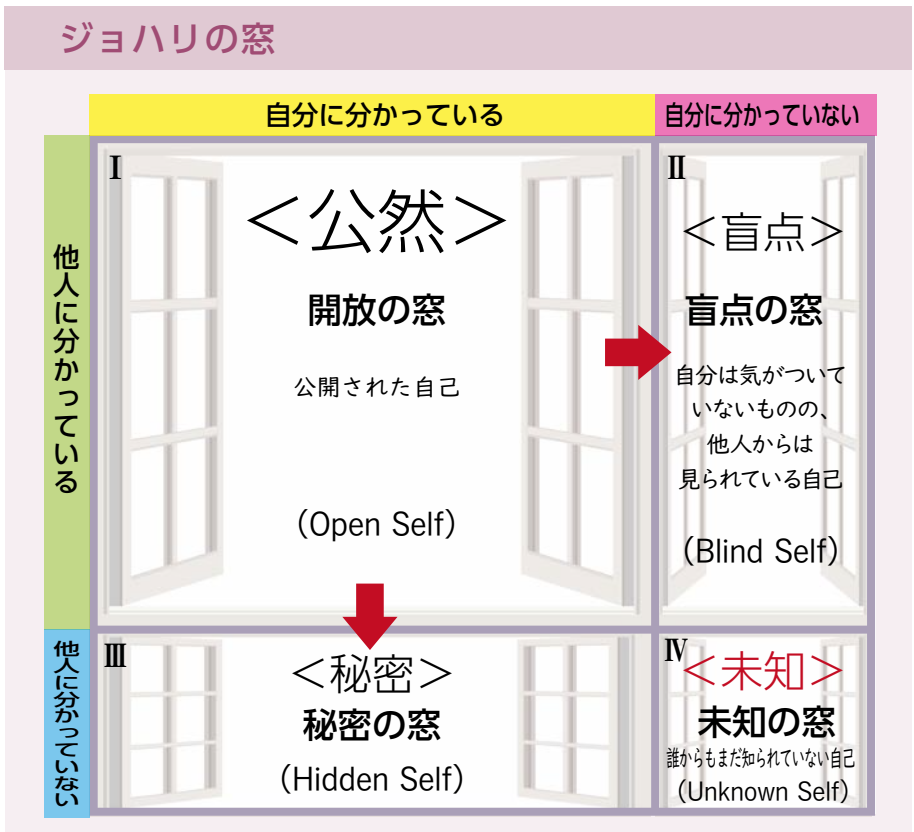 ジョハリの窓
自分に分かっている
自分に分かっていない
他人に分かっている
Ⅰ
＜公然＞
開放の窓
公開された自己
（Open Self）
Ⅱ
＜盲点＞
盲点の窓
自分は気がついて
いないものの、
他人からは
見られている自己
（Blind Self）
他人に分かっていない
Ⅲ
＜秘密＞
秘密の窓
（Hidden Self）
Ⅳ
＜未知＞
未知の窓
誰からもまだ知られていない自己
（Unknown Self）